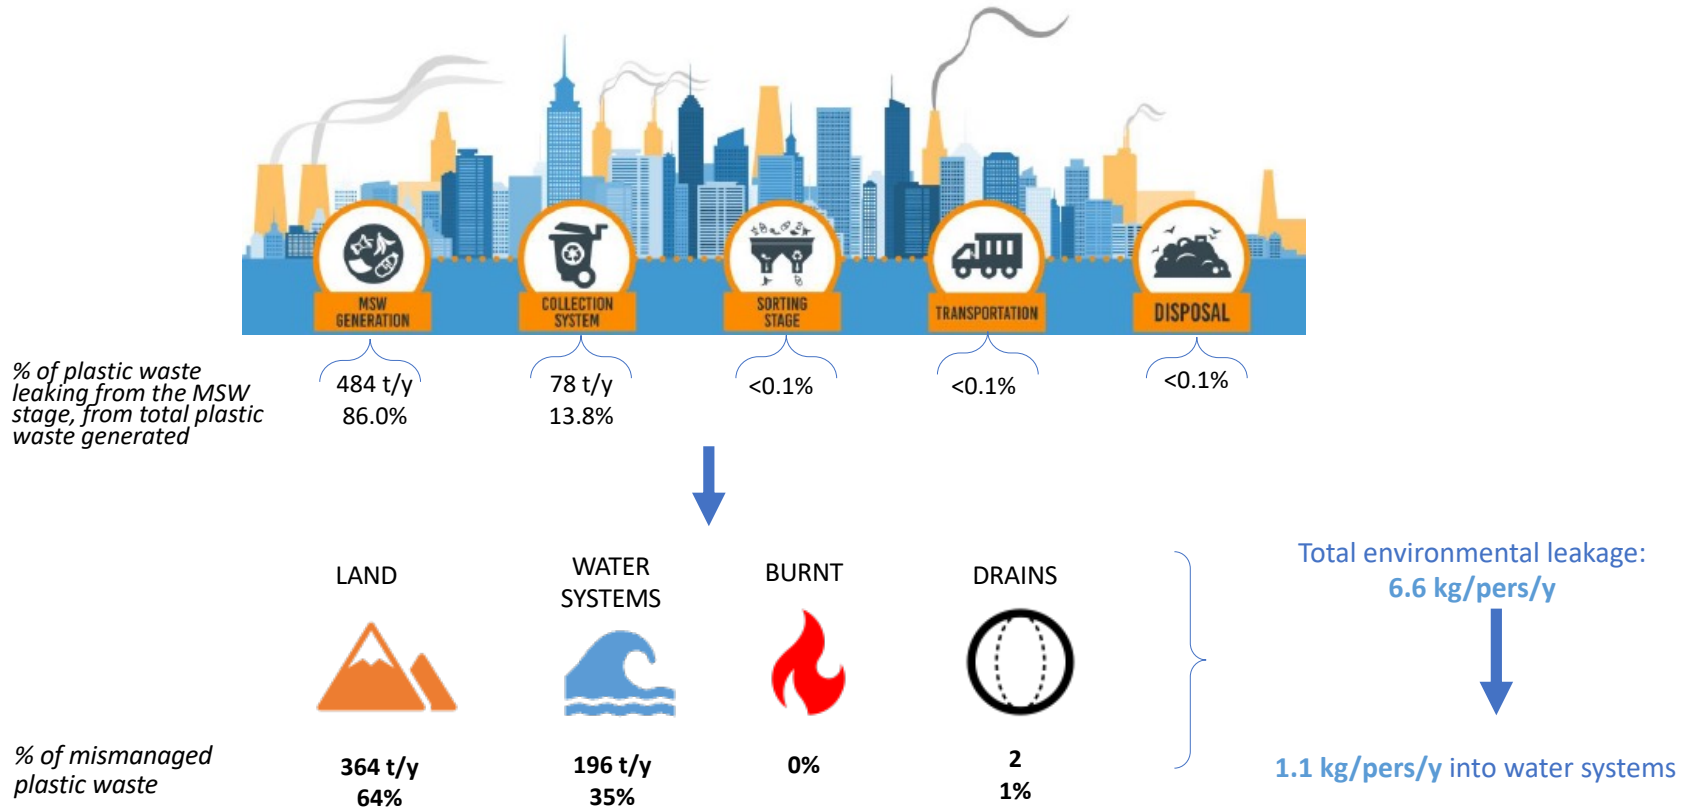 MSW
GENERATION
COLLECTION
SYSTEM
SORTING
STAGE
TRANSPORTATION
DISPOSAL
% of plastic waste
leaking from the MSW
stage, from total plastic
waste generated
484 t/y
86.0%
78 t/y
13.8%
<0.1%
<0.1%
<0.1%
LAND
WATER
SYSTEMS
BURNT
DRAINS
Total environmental leakage:
6.6 kg/pers/y
% of mismanaged
plastic waste
364 t/y
64%
196 t/y
35%
0%
2
1%
1.1 kg/pers/y into water systems